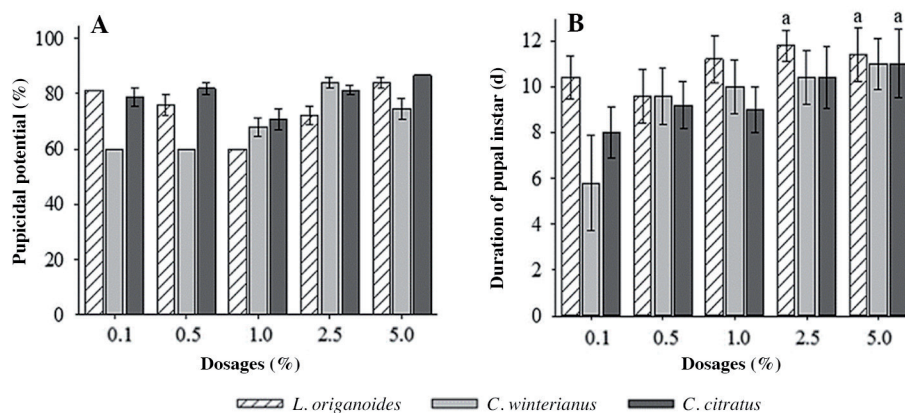 A
Pupicidal potential (%)
100
80
60
40
20
0
0.1 0.5 1.0 2.5 5.0
Dosages (%)
B
a a a
Duration of pupal instar (d)
12
10
8
6
4
2
0
0.1 0.5 1.0 2.5 5.0
Dosages (%)
L. origanoides C. winterianus C. citratus